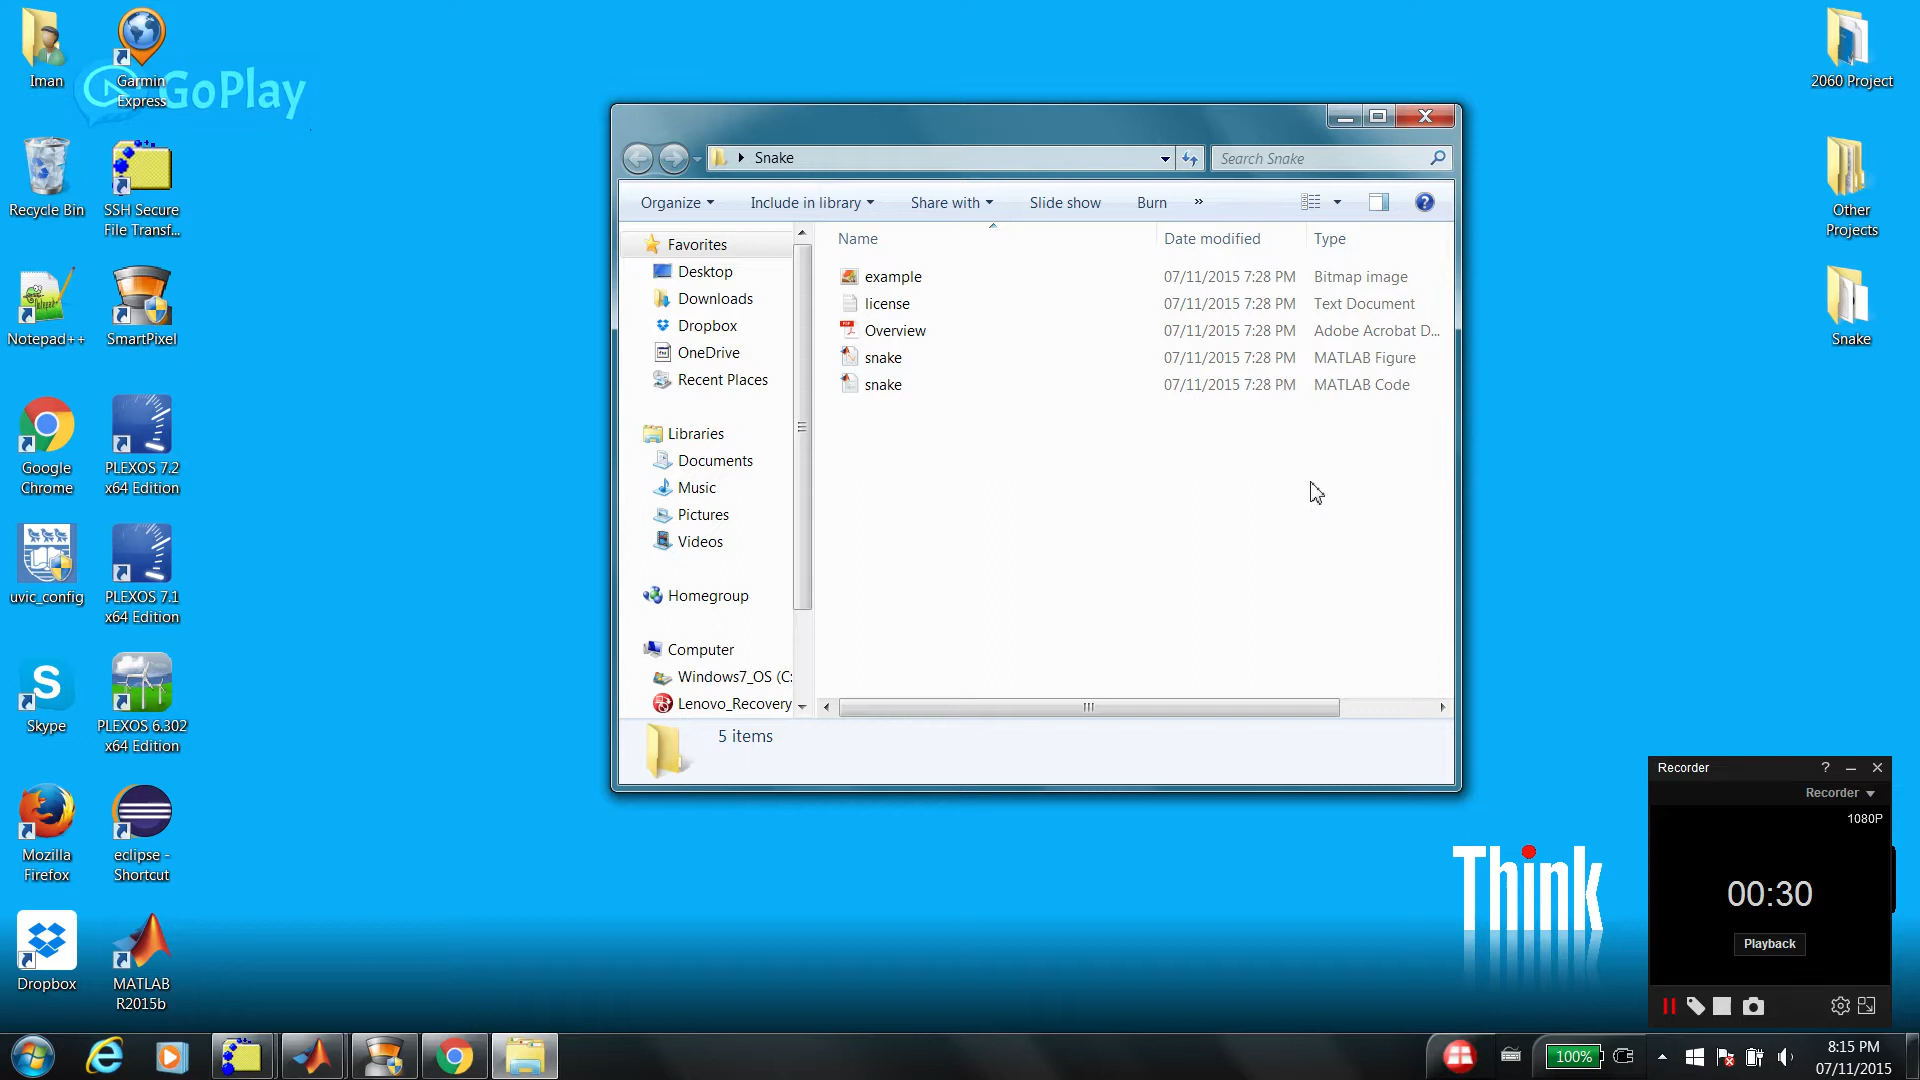 Iman
Garmin
Express
GoPlay
Recycle Bin
SSH Secure
File Transf...
Notepad++
SmartPixel
Google
Chrome
PLEXOS 7.2
x64 Edition
uvic_config
PLEXOS 7.1
x64 Edition
Skype
PLEXOS 6.302
x64 Edition
Mozilla
Firefox
eclipse -
Shortcut
Dropbox
MATLAB
R2015b
Snake
Search Snake
Organize
Include in library
Share with
Slide show
Burn
»
Favorites
Desktop
Downloads
Dropbox
OneDrive
Recent Places
Libraries
Documents
Music
Pictures
Videos
Homegroup
Computer
Windows7_OS (C:
Lenovo_Recovery
Name Date modified Type
example 07/11/2015 7:28 PM Bitmap image
license 07/11/2015 7:28 PM Text Document
Overview 07/11/2015 7:28 PM Adobe Acrobat D...
snake 07/11/2015 7:28 PM MATLAB Figure
snake 07/11/2015 7:28 PM MATLAB Code
5 items
2060 Project
Other
Projects
Snake
Think
Recorder
?
Recorder
1080P
00:30
Playback
100%
8:15 PM
07/11/2015